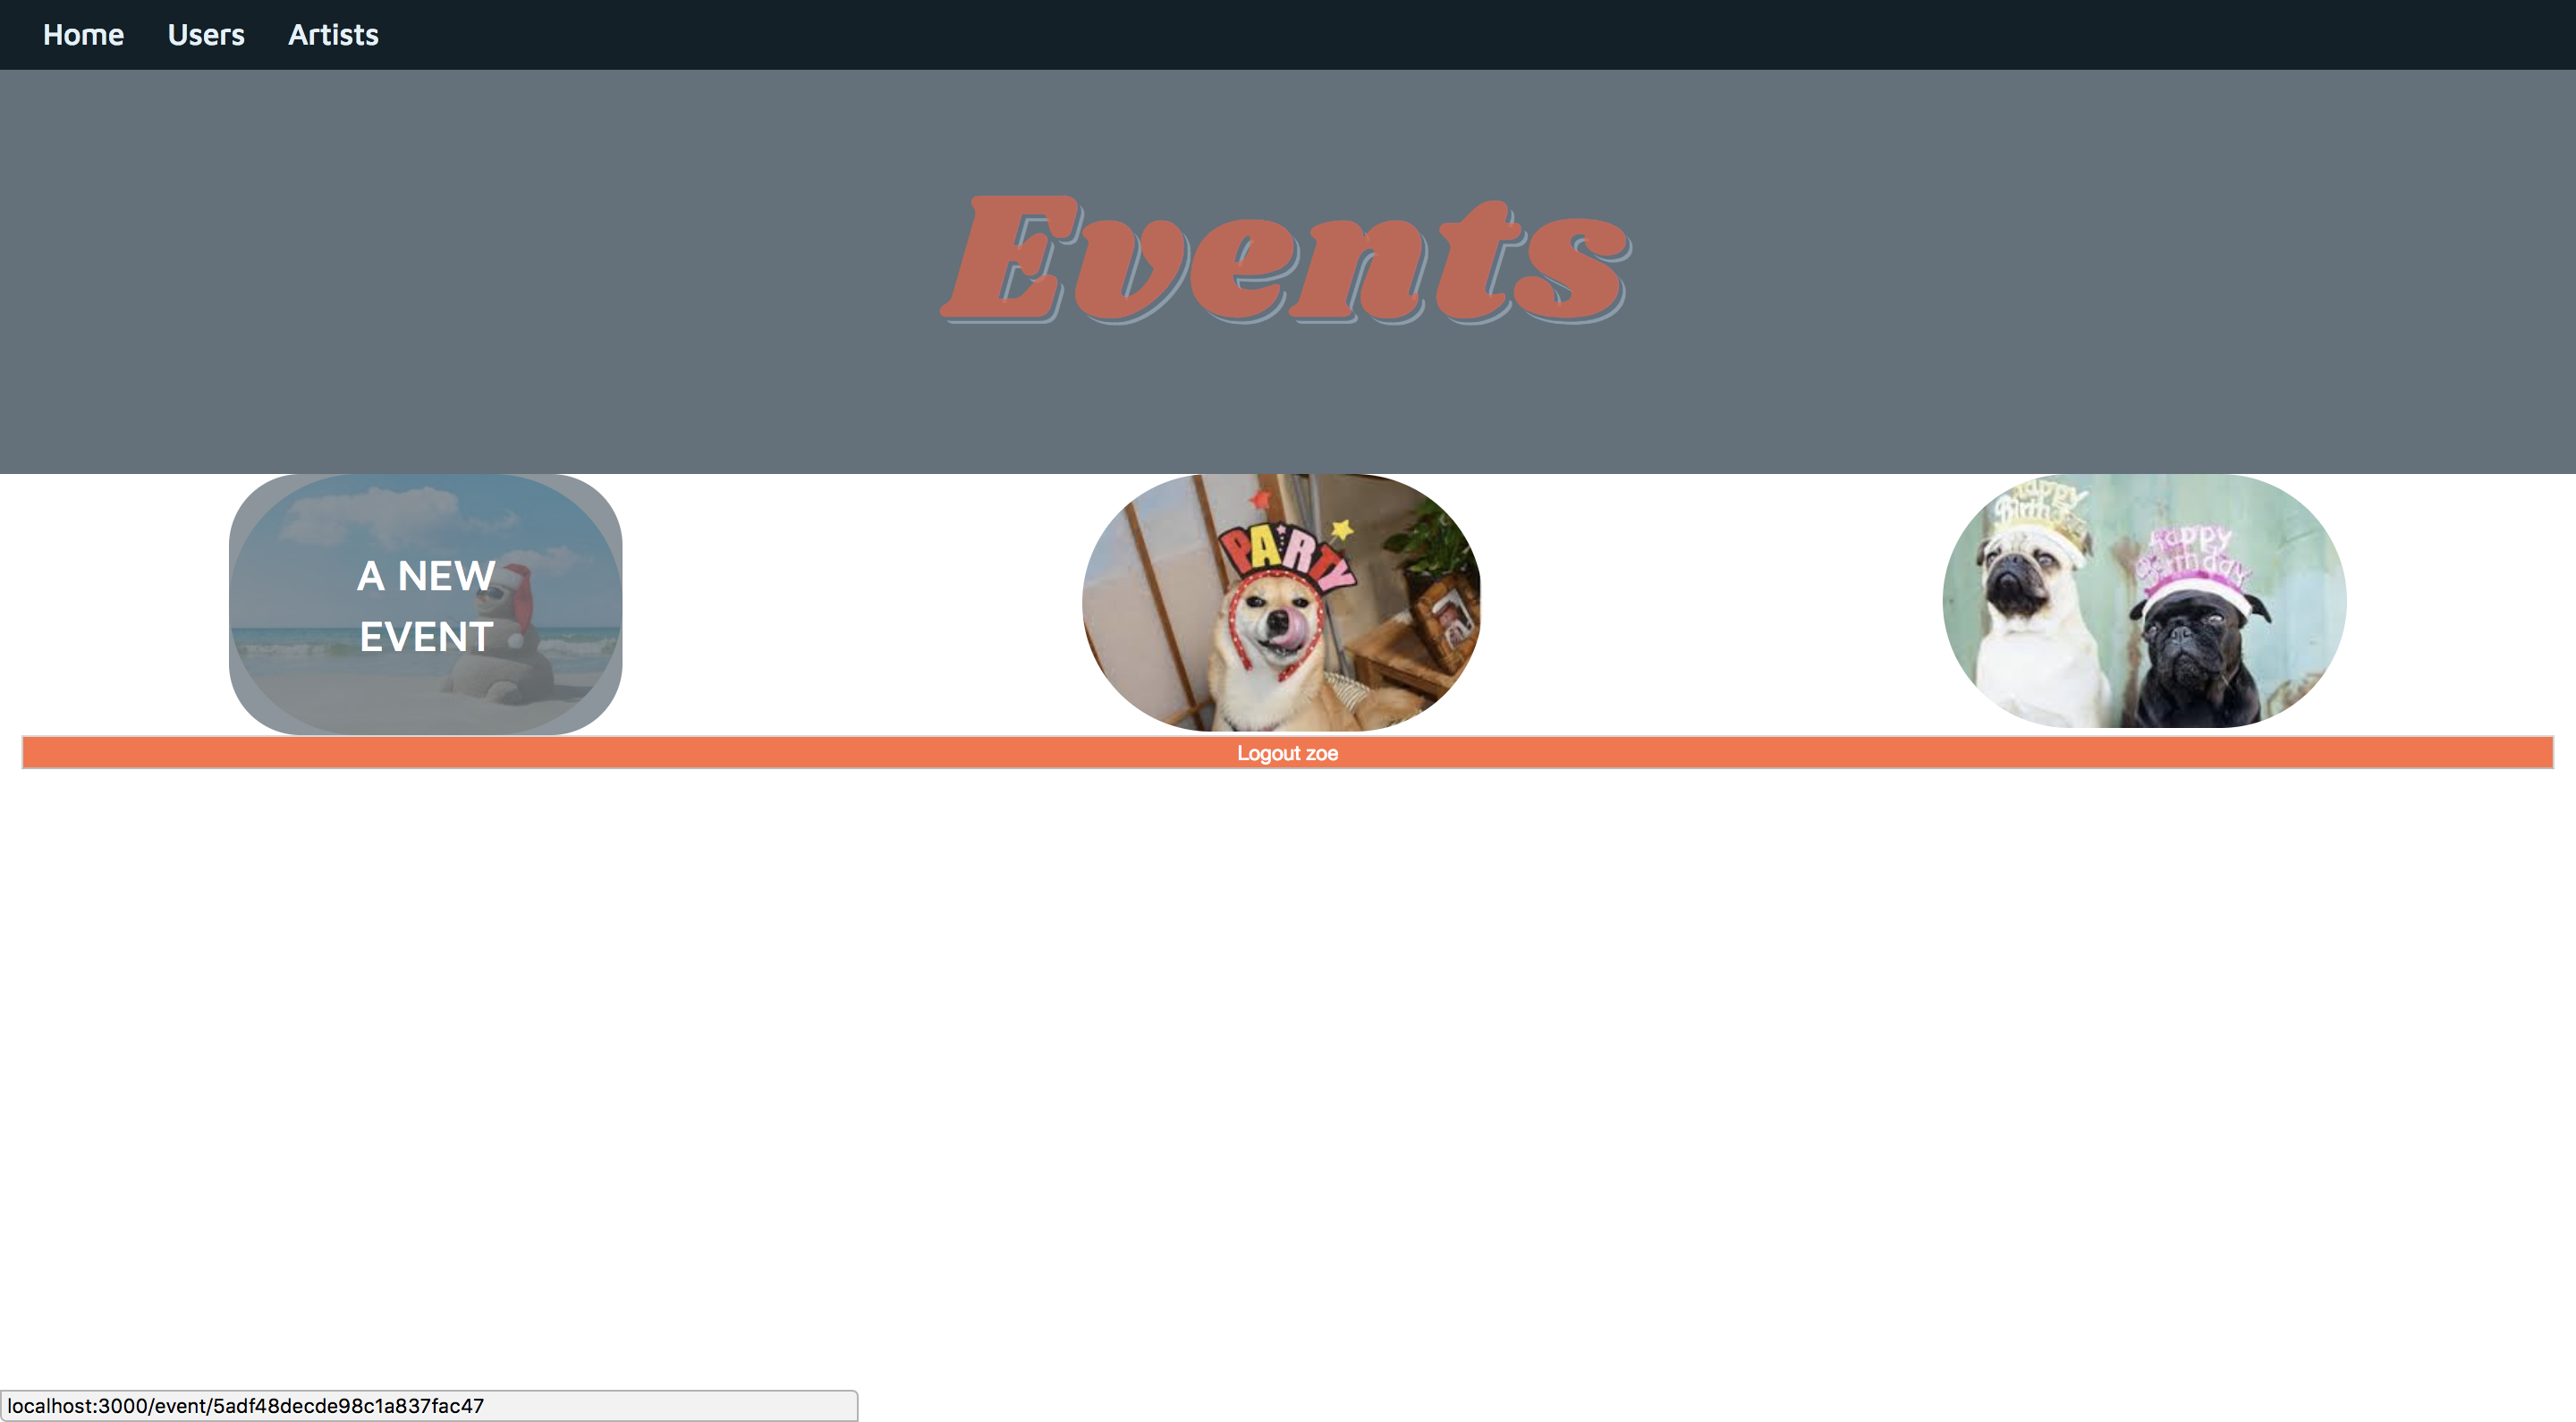 Home Users Artists
Events
A NEW
EVENT
PARTY
Happy
Birthday
Happy
Birthday
Logout zoe
localhost:3000/event/5adf48decde98c1a837fac47